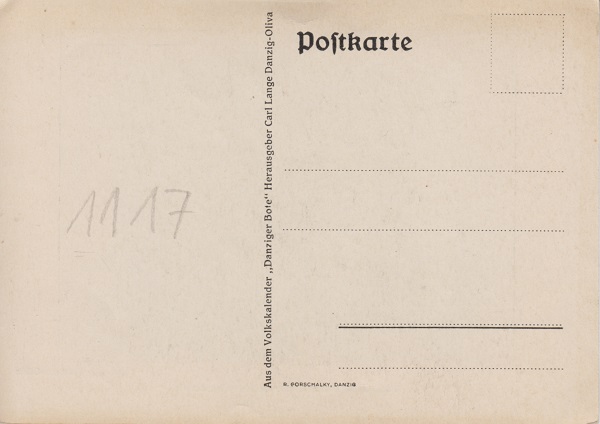 Postkarte
Aus dem Volkskalender „Danziger Bote“ Herausgeber Carl Lange Danzig-Oliva
1117
R. PORSCHALKY, DANZIG